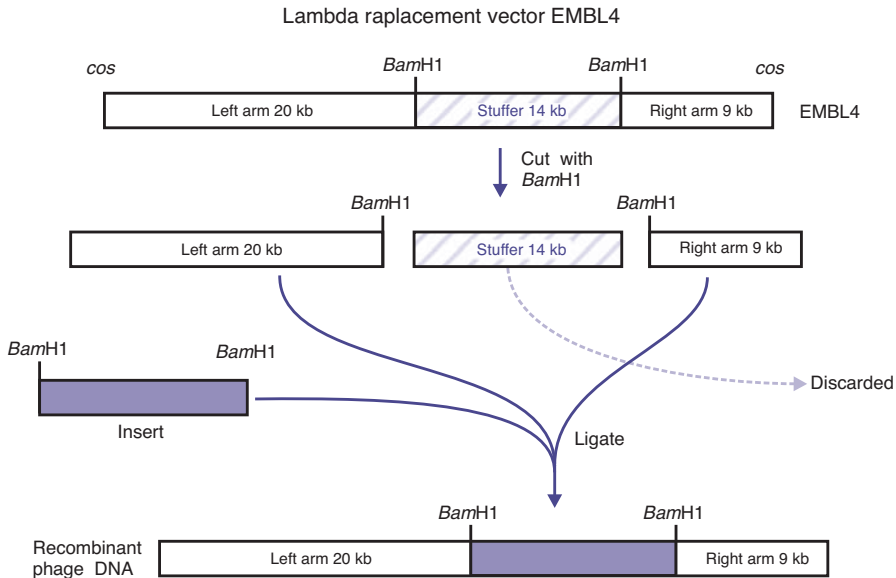 Lambda raplacement vector EMBL4
cos
BamH1
BamH1
cos
Left arm 20 kb
Stuffer 14 kb
Right arm 9 kb
EMBL4
Cut with
BamH1
BamH1
BamH1
Left arm 20 kb
Stuffer 14 kb
Right arm 9 kb
BamH1
BamH1
Discarded
Insert
Ligate
BamH1
BamH1
Recombinant
phage DNA
Left arm 20 kb
Right arm 9 kb